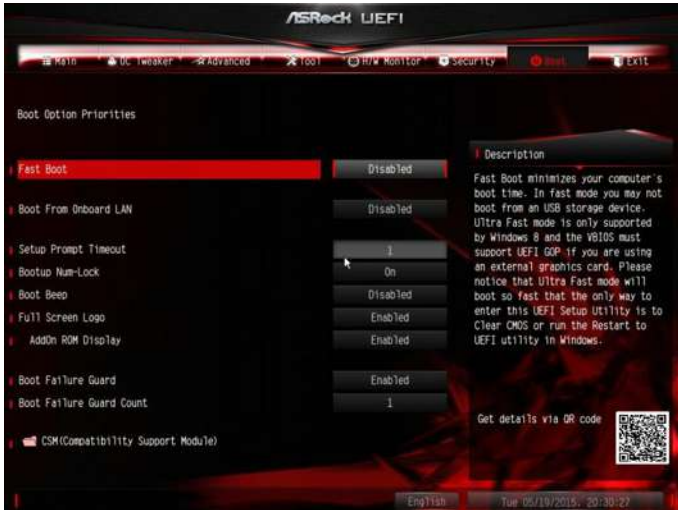 ASRock UEFI
Main
OC Tweaker
Advanced
Tool
H/W Monitor
Security
Boot
Exit
Boot Option Priorities
Fast Boot Disabled
Boot From Onboard LAN Disabled
Setup Prompt Timeout 1
Bootup Num-Lock On
Boot Beep Disabled
Full Screen Logo Enabled
AddOn ROM Display Enabled
Boot Failure Guard Enabled
Boot Failure Guard Count 1
CSM(Compatibility Support Module)
Description
Fast Boot minimizes your computer's
boot time. In fast mode you may not
boot from an USB storage device.
Ultra Fast mode is only supported
by Windows 8 and the VBIOS must
support UEFI GOP if you are using
an external graphics card. Please
notice that Ultra Fast mode will
boot so fast that the only way to
enter this UEFI Setup Utility is to
Clear CMOS or run the Restart to
UEFI utility in Windows.
Get details via QR code
English
Tue 05/19/2015, 20:30:27